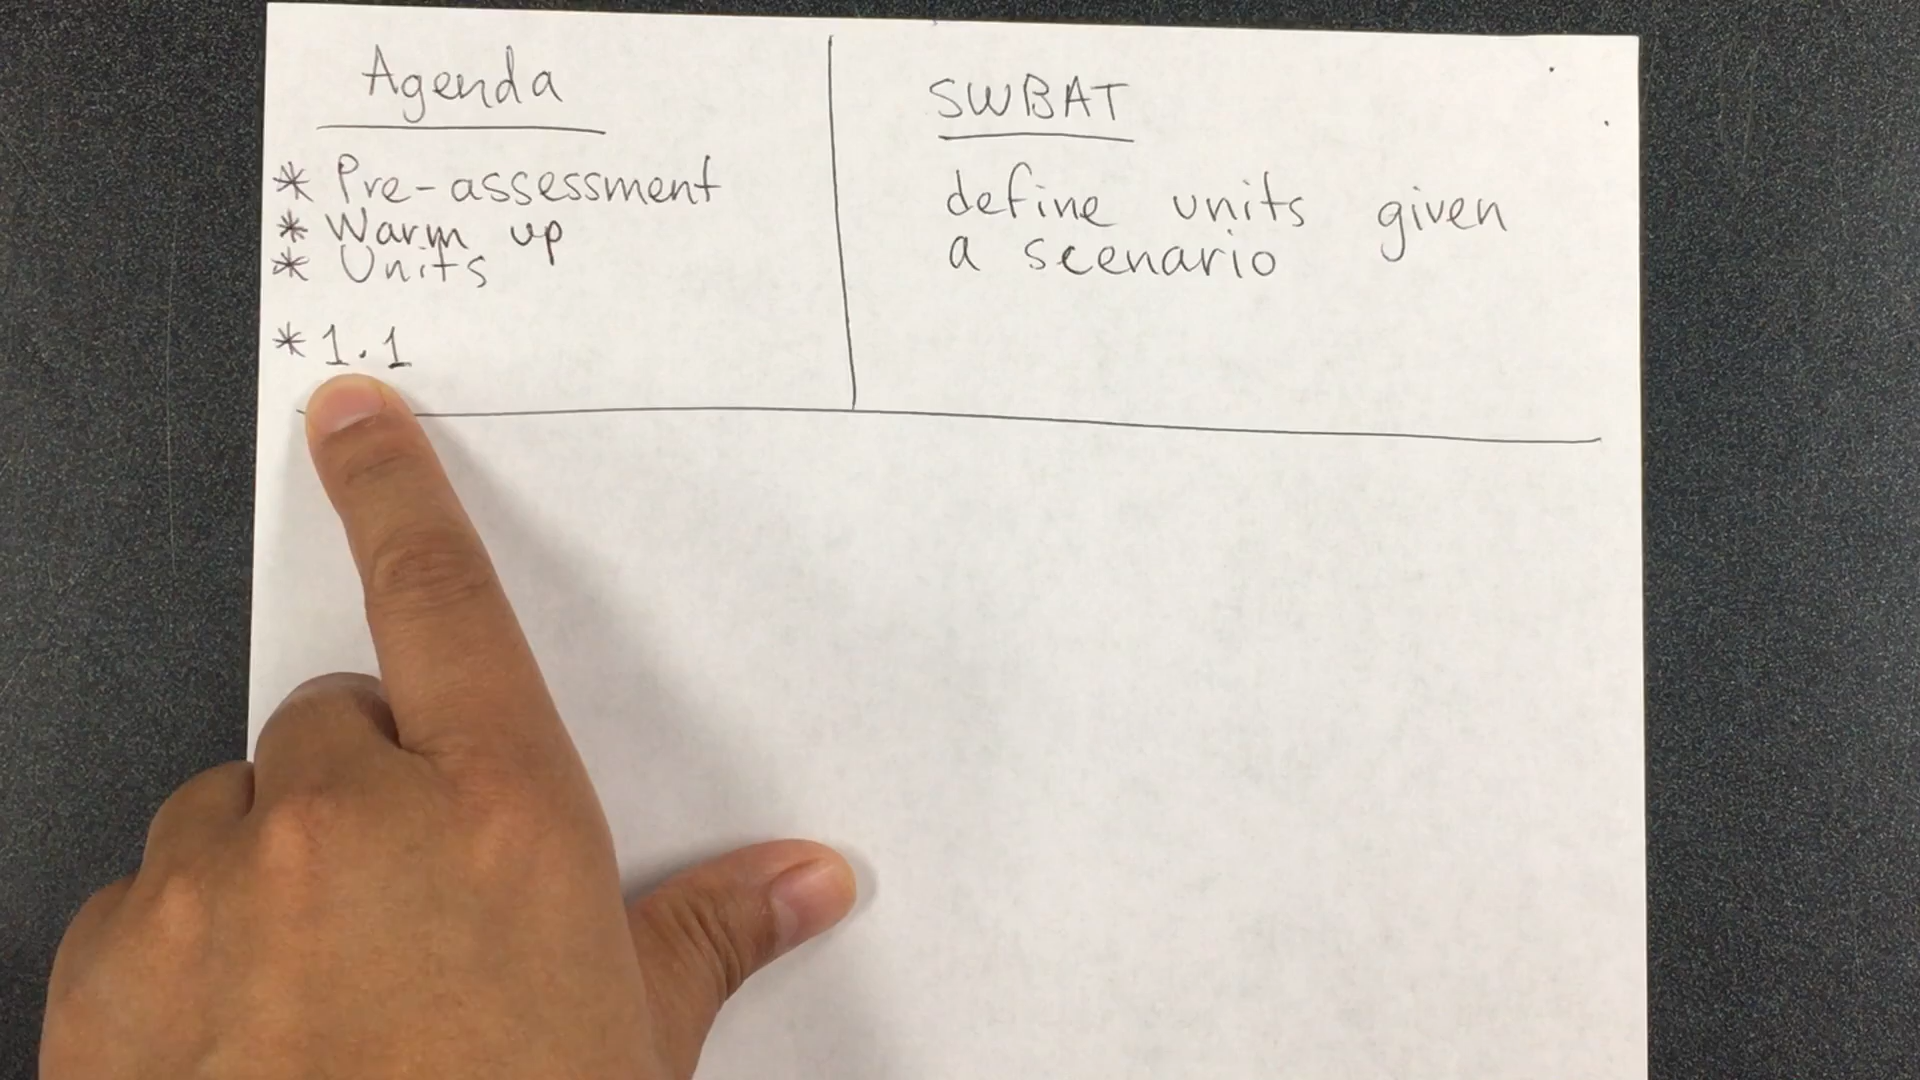 Agenda
* Pre-assessment
* Warm up
* Units
* 1.1
SWBAT
define units given
a scenario